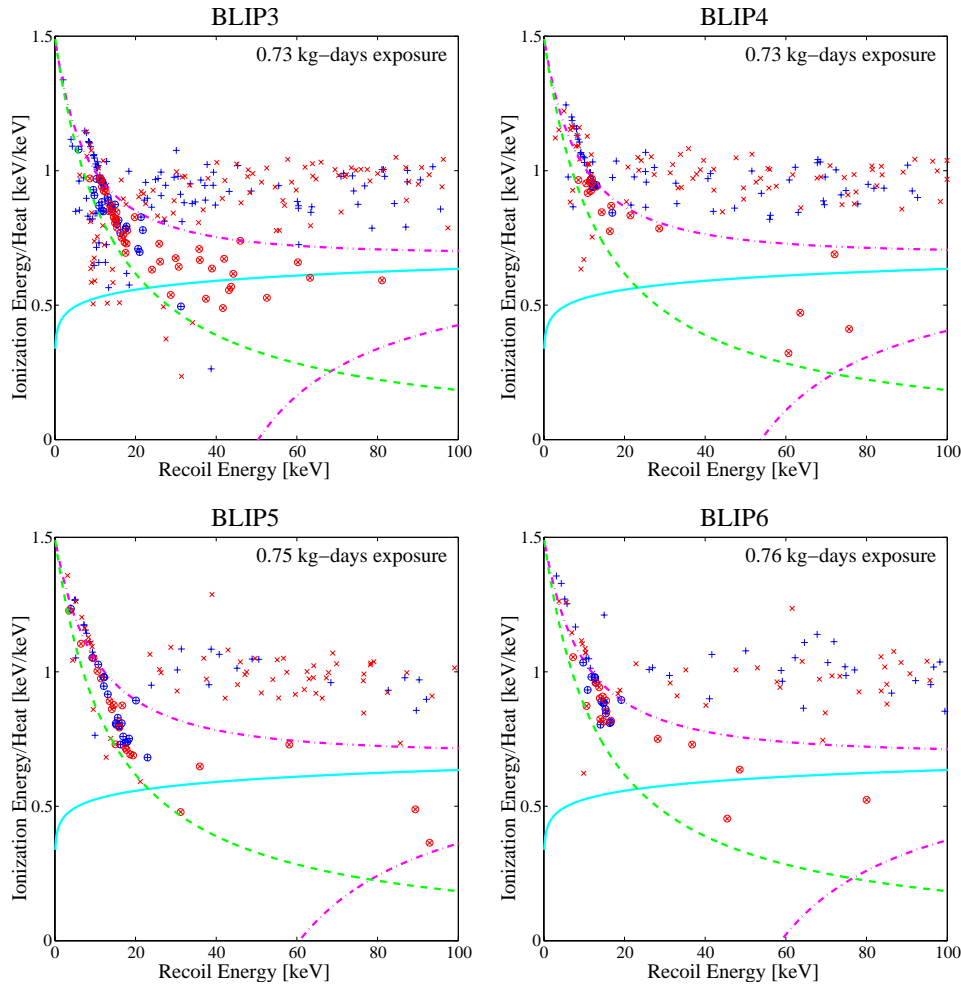 BLIP3
BLIP4
1.5
0.73 kg−days exposure
1
0.5
0
Ionization Energy/Heat [keV/keV]
0 20 40 60 80 100
Recoil Energy [keV]
1.5
0.73 kg−days exposure
1
0.5
0
Ionization Energy/Heat [keV/keV]
0 20 40 60 80 100
Recoil Energy [keV]
BLIP5
BLIP6
1.5
0.75 kg−days exposure
1
0.5
0
Ionization Energy/Heat [keV/keV]
0 20 40 60 80 100
Recoil Energy [keV]
1.5
0.76 kg−days exposure
1
0.5
0
Ionization Energy/Heat [keV/keV]
0 20 40 60 80 100
Recoil Energy [keV]